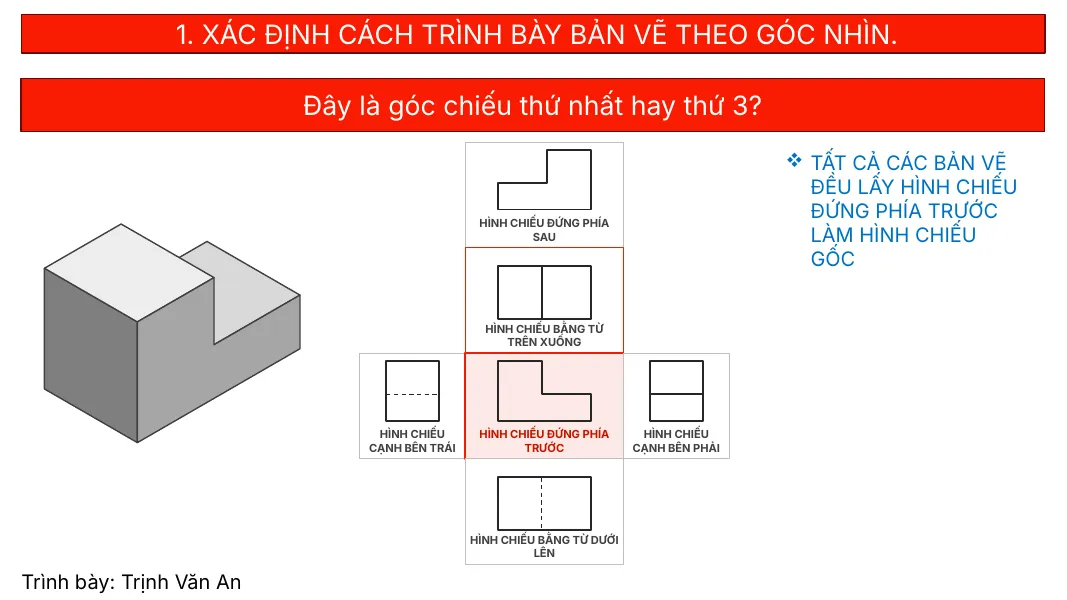 1. XÁC ĐỊNH CÁCH TRÌNH BÀY BẢN VẼ THEO GÓC NHÌN.
Đây là góc chiếu thứ nhất hay thứ 3?
❖ TẤT CẢ CÁC BẢN VẼ
ĐỀU LẤY HÌNH CHIẾU
ĐỨNG PHÍA TRƯỚC
LÀM HÌNH CHIẾU
GỐC
HÌNH CHIẾU ĐỨNG PHÍA
SAU
HÌNH CHIẾU BẰNG TỪ
TRÊN XUỐNG
HÌNH CHIẾU
CẠNH BÊN TRÁI
HÌNH CHIẾU ĐỨNG PHÍA
TRƯỚC
HÌNH CHIẾU
CẠNH BÊN PHẢI
HÌNH CHIẾU BẰNG TỪ DƯỚI
LÊN
Trình bày: Trịnh Văn An